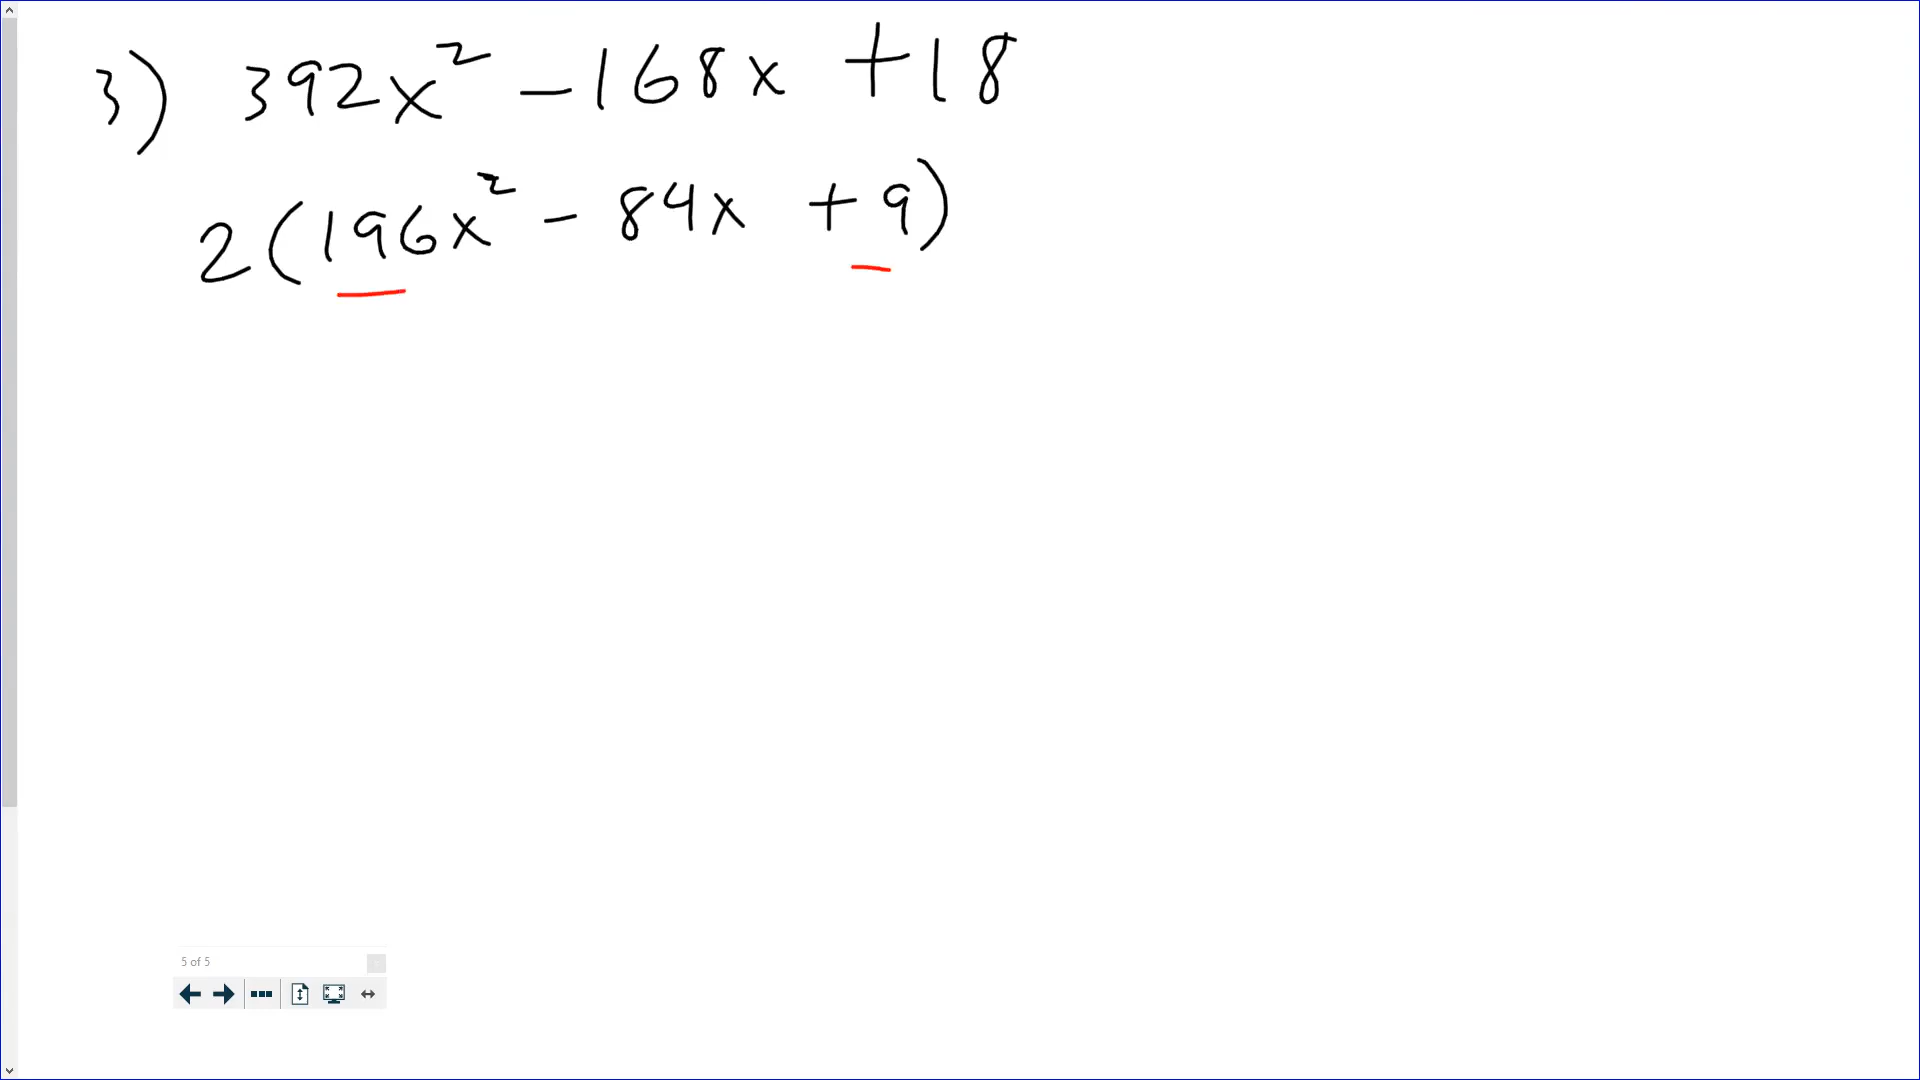 3) 392x² - 168x + 18
2(196x² - 84x + 9)
5 of 5